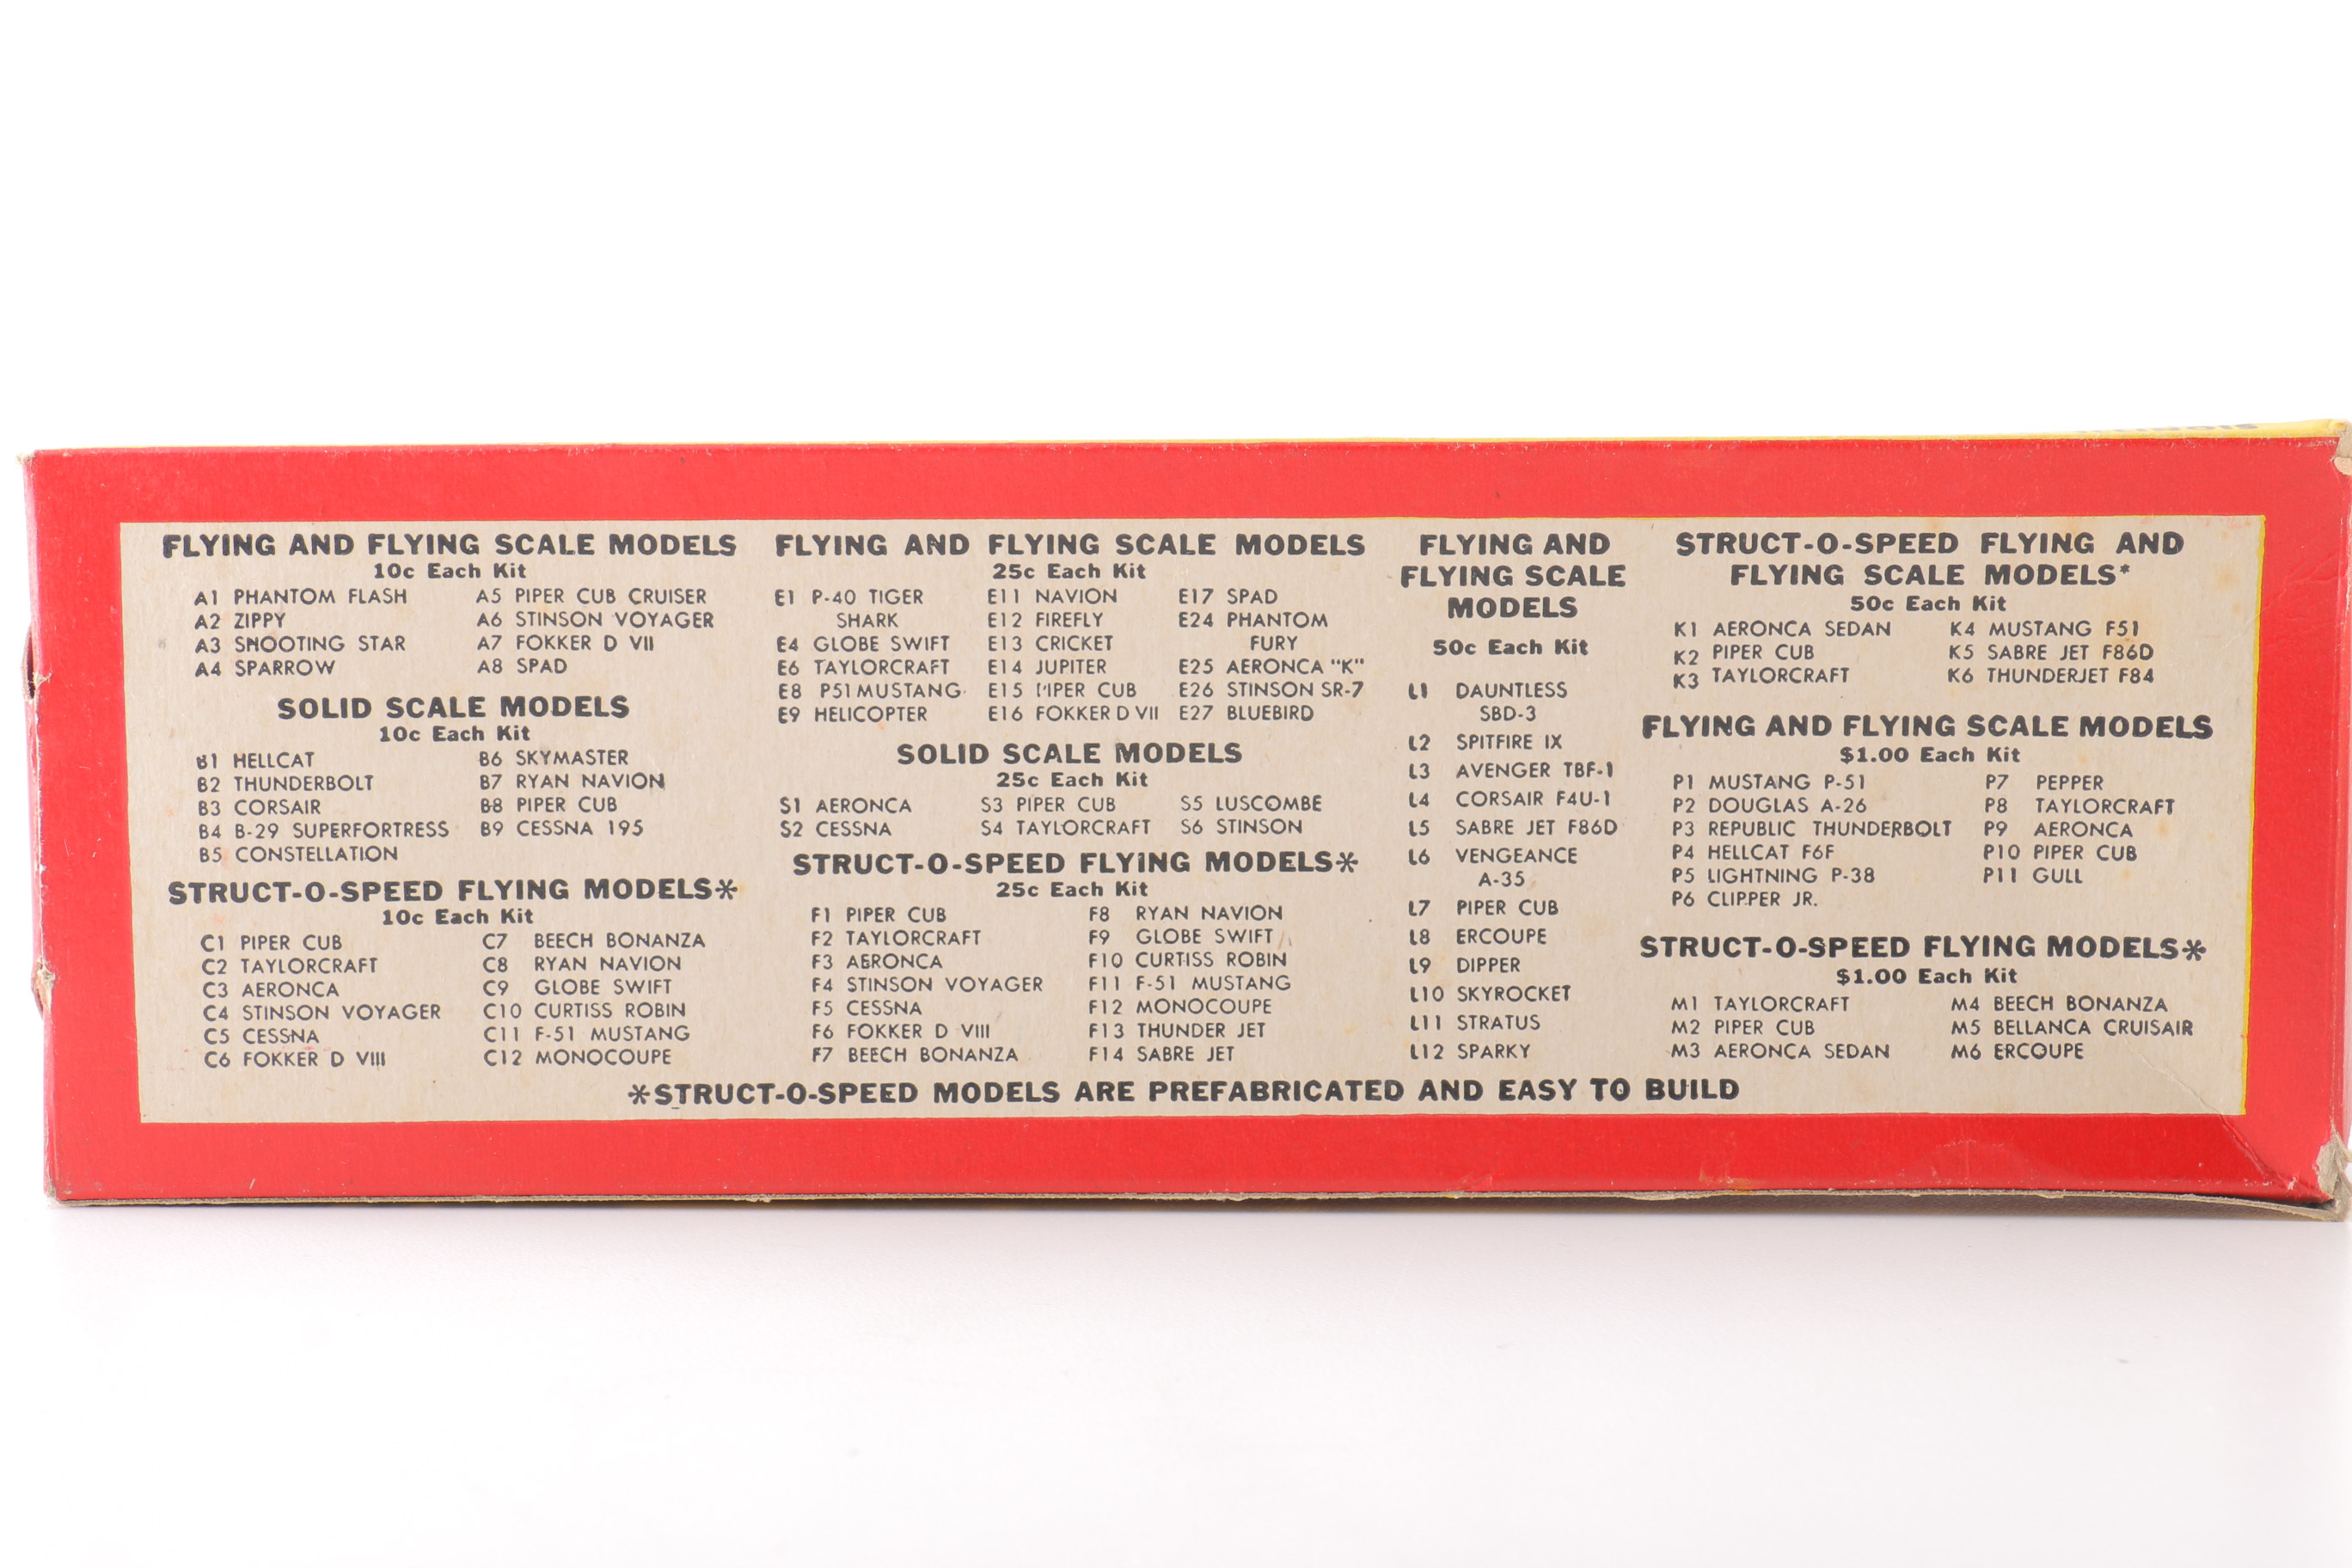 FLYING AND FLYING SCALE MODELS
10c Each Kit
A1 PHANTOM FLASH
A2 ZIPPY
A3 SHOOTING STAR
A4 SPARROW
A5 PIPER CUB CRUISER
A6 STINSON VOYAGER
A7 FOKKER D VII
A8 SPAD
SOLID SCALE MODELS
10c Each Kit
B1 HELLCAT
B2 THUNDERBOLT
B3 CORSAIR
B4 B-29 SUPERFORTRESS
B5 CONSTELLATION
B6 SKYMASTER
B7 RYAN NAVION
B8 PIPER CUB
B9 CESSNA 195
STRUCT-O-SPEED FLYING MODELS*
10c Each Kit
C1 PIPER CUB
C2 TAYLORCRAFT
C3 AERONCA
C4 STINSON VOYAGER
C5 CESSNA
C6 FOKKER D VIII
C7 BEECH BONANZA
C8 RYAN NAVION
C9 GLOBE SWIFT
C10 CURTISS ROBIN
C11 F-51 MUSTANG
C12 MONOCOUPE
FLYING AND FLYING SCALE MODELS
25c Each Kit
E1 P-40 TIGER
SHARK
E4 GLOBE SWIFT
E6 TAYLORCRAFT
E8 P51 MUSTANG
E9 HELICOPTER
E11 NAVION
E12 FIREFLY
E13 CRICKET
E14 JUPITER
E15 PIPER CUB
E16 FOKKER D VII
E17 SPAD
E24 PHANTOM
FURY
E25 AERONCA "K"
E26 STINSON SR-7
E27 BLUEBIRD
SOLID SCALE MODELS
25c Each Kit
S1 AERONCA
S2 CESSNA
S3 PIPER CUB
S4 TAYLORCRAFT
S5 LUSCOMBE
S6 STINSON
STRUCT-O-SPEED FLYING MODELS*
25c Each Kit
F1 PIPER CUB
F2 TAYLORCRAFT
F3 AERONCA
F4 STINSON VOYAGER
F5 CESSNA
F6 FOKKER D VIII
F7 BEECH BONANZA
F8 RYAN NAVION
F9 GLOBE SWIFT
F10 CURTISS ROBIN
F11 F-51 MUSTANG
F12 MONOCOUPE
F13 THUNDER JET
F14 SABRE JET
FLYING AND
FLYING SCALE
MODELS
50c Each Kit
L1 DAUNTLESS
SBD-3
L2 SPITFIRE IX
L3 AVENGER TBF-1
L4 CORSAIR F4U-1
L5 SABRE JET F86D
L6 VENGEANCE
A-35
L7 PIPER CUB
L8 ERCOUPE
L9 DIPPER
L10 SKYROCKET
L11 STRATUS
L12 SPARKY
STRUCT-O-SPEED FLYING AND
FLYING SCALE MODELS*
50c Each Kit
K1 AERONCA SEDAN
K2 PIPER CUB
K3 TAYLORCRAFT
K4 MUSTANG F51
K5 SABRE JET F86D
K6 THUNDERJET F84
FLYING AND FLYING SCALE MODELS
$1.00 Each Kit
P1 MUSTANG P-51
P2 DOUGLAS A-26
P3 REPUBLIC THUNDERBOLT
P4 HELLCAT F6F
P5 LIGHTNING P-38
P6 CLIPPER JR.
P7 PEPPER
P8 TAYLORCRAFT
P9 AERONCA
P10 PIPER CUB
P11 GULL
STRUCT-O-SPEED FLYING MODELS*
$1.00 Each Kit
M1 TAYLORCRAFT
M2 PIPER CUB
M3 AERONCA SEDAN
M4 BEECH BONANZA
M5 BELLANCA CRUISAIR
M6 ERCOUPE
*STRUCT-O-SPEED MODELS ARE PREFABRICATED AND EASY TO BUILD